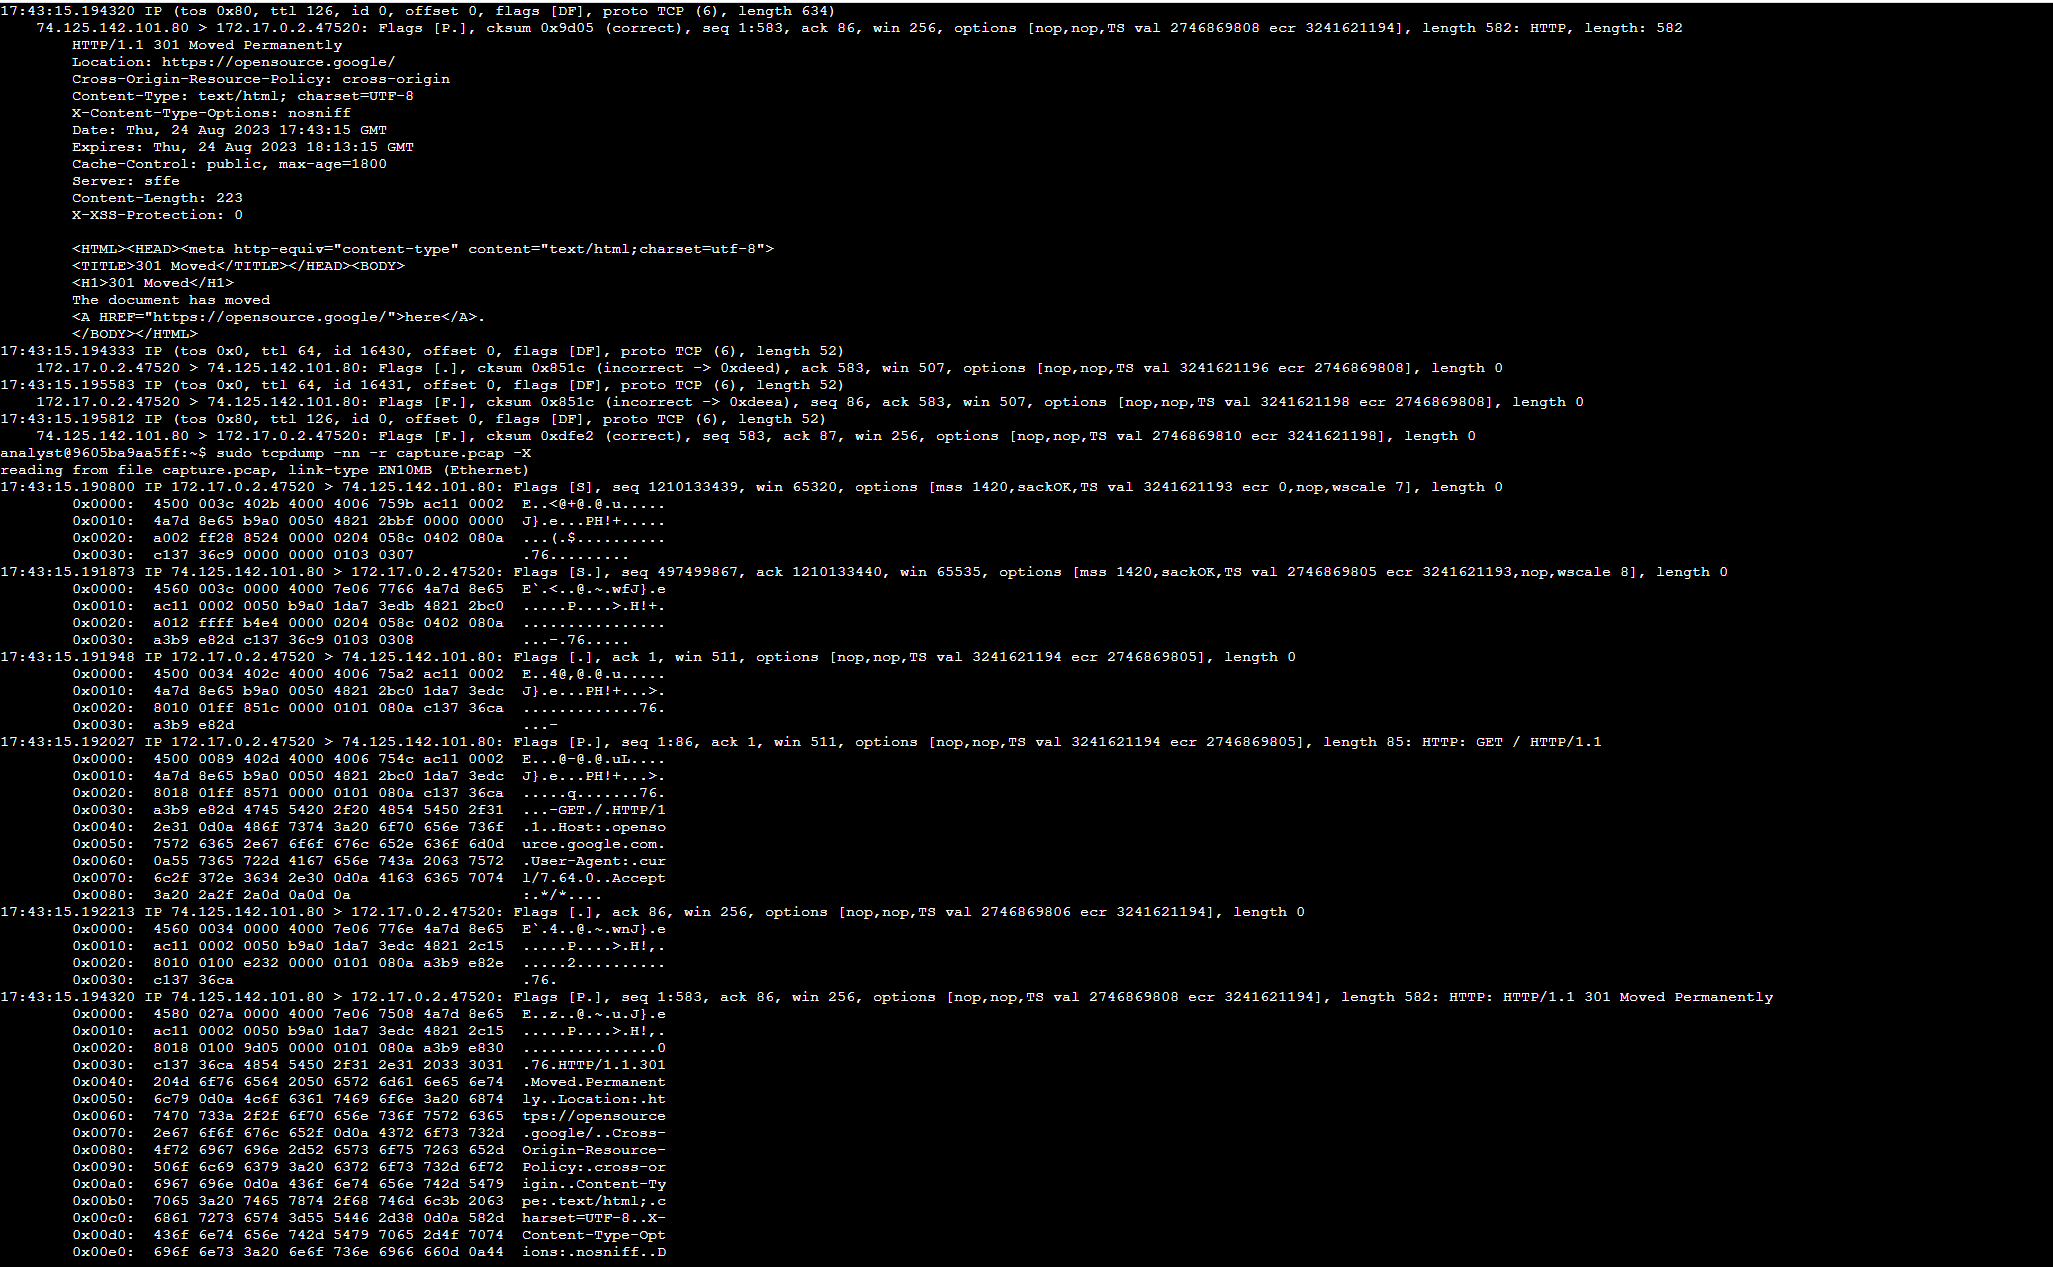 17:43:15.194320 IP (tos 0x80, ttl 126, id 0, offset 0, flags [DF], proto TCP (6), length 634)
    74.125.142.101.80 > 172.17.0.2.47520: Flags [P.], cksum 0x9d05 (correct), seq 1:583, ack 86, win 256, options [nop,nop,TS val 2746869808 ecr 3241621194], length 582: HTTP, length: 582
        HTTP/1.1 301 Moved Permanently
        Location: https://opensource.google/
        Cross-Origin-Resource-Policy: cross-origin
        Content-Type: text/html; charset=UTF-8
        X-Content-Type-Options: nosniff
        Date: Thu, 24 Aug 2023 17:43:15 GMT
        Expires: Thu, 24 Aug 2023 18:13:15 GMT
        Cache-Control: public, max-age=1800
        Server: sffe
        Content-Length: 223
        X-XSS-Protection: 0

        <HTML><HEAD><meta http-equiv="content-type" content="text/html;charset=utf-8">
        <TITLE>301 Moved</TITLE></HEAD><BODY>
        <H1>301 Moved</H1>
        The document has moved
        <A HREF="https://opensource.google/">here</A>.
        </BODY></HTML>
17:43:15.194333 IP (tos 0x0, ttl 64, id 16430, offset 0, flags [DF], proto TCP (6), length 52)
    172.17.0.2.47520 > 74.125.142.101.80: Flags [.], cksum 0x851c (incorrect -> 0xdeed), ack 583, win 507, options [nop,nop,TS val 3241621196 ecr 2746869808], length 0
17:43:15.195583 IP (tos 0x0, ttl 64, id 16431, offset 0, flags [DF], proto TCP (6), length 52)
    172.17.0.2.47520 > 74.125.142.101.80: Flags [F.], cksum 0x851c (incorrect -> 0xdeea), seq 86, ack 583, win 507, options [nop,nop,TS val 3241621198 ecr 2746869808], length 0
17:43:15.195812 IP (tos 0x80, ttl 126, id 0, offset 0, flags [DF], proto TCP (6), length 52)
    74.125.142.101.80 > 172.17.0.2.47520: Flags [F.], cksum 0xdfe2 (correct), seq 583, ack 87, win 256, options [nop,nop,TS val 2746869810 ecr 3241621198], length 0
analyst@9605ba9aa5ff:~$ sudo tcpdump -nn -r capture.pcap -X
reading from file capture.pcap, link-type EN10MB (Ethernet)
17:43:15.190800 IP 172.17.0.2.47520 > 74.125.142.101.80: Flags [S], seq 1210133439, win 65320, options [mss 1420,sackOK,TS val 3241621193 ecr 0,nop,wscale 7], length 0
        0x0000:  4500 003c 402b 4000 4006 759b ac11 0002  E..<@+@.@.u.....
        0x0010:  4a7d 8e65 b9a0 0050 4821 2bbf 0000 0000  J}.e...PH!+.....
        0x0020:  a002 ff28 8524 0000 0204 058c 0402 080a  ...(.$..........
        0x0030:  c137 36c9 0000 0000 0103 0307            .76.........
17:43:15.191873 IP 74.125.142.101.80 > 172.17.0.2.47520: Flags [S.], seq 497499867, ack 1210133440, win 65535, options [mss 1420,sackOK,TS val 2746869805 ecr 3241621193,nop,wscale 8], length 0
        0x0000:  4560 003c 0000 4000 7e06 7766 4a7d 8e65  E`.<..@.~.wfJ}.e
        0x0010:  ac11 0002 0050 b9a0 1da7 3edb 4821 2bc0  .....P....>.H!+.
        0x0020:  a012 ffff b4e4 0000 0204 058c 0402 080a  ................
        0x0030:  a3b9 e82d c137 36c9 0103 0308            ...-.76.....
17:43:15.191948 IP 172.17.0.2.47520 > 74.125.142.101.80: Flags [.], ack 1, win 511, options [nop,nop,TS val 3241621194 ecr 2746869805], length 0
        0x0000:  4500 0034 402c 4000 4006 75a2 ac11 0002  E..4@,@.@.u.....
        0x0010:  4a7d 8e65 b9a0 0050 4821 2bc0 1da7 3edc  J}.e...PH!+...>.
        0x0020:  8010 01ff 851c 0000 0101 080a c137 36ca  .............76.
        0x0030:  a3b9 e82d                                ...-
17:43:15.192027 IP 172.17.0.2.47520 > 74.125.142.101.80: Flags [P.], seq 1:86, ack 1, win 511, options [nop,nop,TS val 3241621194 ecr 2746869805], length 85: HTTP: GET / HTTP/1.1
        0x0000:  4500 0089 402d 4000 4006 754c ac11 0002  E...@-@.@.uL....
        0x0010:  4a7d 8e65 b9a0 0050 4821 2bc0 1da7 3edc  J}.e...PH!+...>.
        0x0020:  8018 01ff 8571 0000 0101 080a c137 36ca  .....q.......76.
        0x0030:  a3b9 e82d 4745 5420 2f20 4854 5450 2f31  ...-GET./.HTTP/1
        0x0040:  2e31 0d0a 486f 7374 3a20 6f70 656e 736f  .1..Host:.openso
        0x0050:  7572 6365 2e67 6f6f 676c 652e 636f 6d0d  urce.google.com.
        0x0060:  0a55 7365 722d 4167 656e 743a 2063 7572  .User-Agent:.cur
        0x0070:  6c2f 372e 3634 2e30 0d0a 4163 6365 7074  l/7.64.0..Accept
        0x0080:  3a20 2a2f 2a0d 0a0d 0a                   :.*/*....
17:43:15.192213 IP 74.125.142.101.80 > 172.17.0.2.47520: Flags [.], ack 86, win 256, options [nop,nop,TS val 2746869806 ecr 3241621194], length 0
        0x0000:  4560 0034 0000 4000 7e06 776e 4a7d 8e65  E`.4..@.~.wnJ}.e
        0x0010:  ac11 0002 0050 b9a0 1da7 3edc 4821 2c15  .....P....>.H!,.
        0x0020:  8010 0100 e232 0000 0101 080a a3b9 e82e  .....2..........
        0x0030:  c137 36ca                                .76.
17:43:15.194320 IP 74.125.142.101.80 > 172.17.0.2.47520: Flags [P.], seq 1:583, ack 86, win 256, options [nop,nop,TS val 2746869808 ecr 3241621194], length 582: HTTP: HTTP/1.1 301 Moved Permanently
        0x0000:  4580 027a 0000 4000 7e06 7508 4a7d 8e65  E..z..@.~.u.J}.e
        0x0010:  ac11 0002 0050 b9a0 1da7 3edc 4821 2c15  .....P....>.H!,.
        0x0020:  8018 0100 9d05 0000 0101 080a a3b9 e830  ...............0
        0x0030:  c137 36ca 4854 5450 2f31 2e31 2033 3031  .76.HTTP/1.1.301
        0x0040:  204d 6f76 6564 2050 6572 6d61 6e65 6e74  .Moved.Permanent
        0x0050:  6c79 0d0a 4c6f 6361 7469 6f6e 3a20 6874  ly..Location:.ht
        0x0060:  7470 733a 2f2f 6f70 656e 736f 7572 6365  tps://opensource
        0x0070:  2e67 6f6f 676c 652f 0d0a 4372 6f73 732d  .google/..Cross-
        0x0080:  4f72 6967 696e 2d52 6573 6f75 7263 652d  Origin-Resource-
        0x0090:  506f 6c69 6379 3a20 6372 6f73 732d 6f72  Policy:.cross-or
        0x00a0:  6967 696e 0d0a 436f 6e74 656e 742d 5479  igin..Content-Ty
        0x00b0:  7065 3a20 7465 7874 2f68 746d 6c3b 2063  pe:.text/html;.c
        0x00c0:  6861 7273 6574 3d55 5446 2d38 0d0a 582d  harset=UTF-8..X-
        0x00d0:  436f 6e74 656e 742d 5479 7065 2d4f 7074  Content-Type-Opt
        0x00e0:  696f 6e73 3a20 6e6f 736e 6966 660d 0a44  ions:.nosniff..D